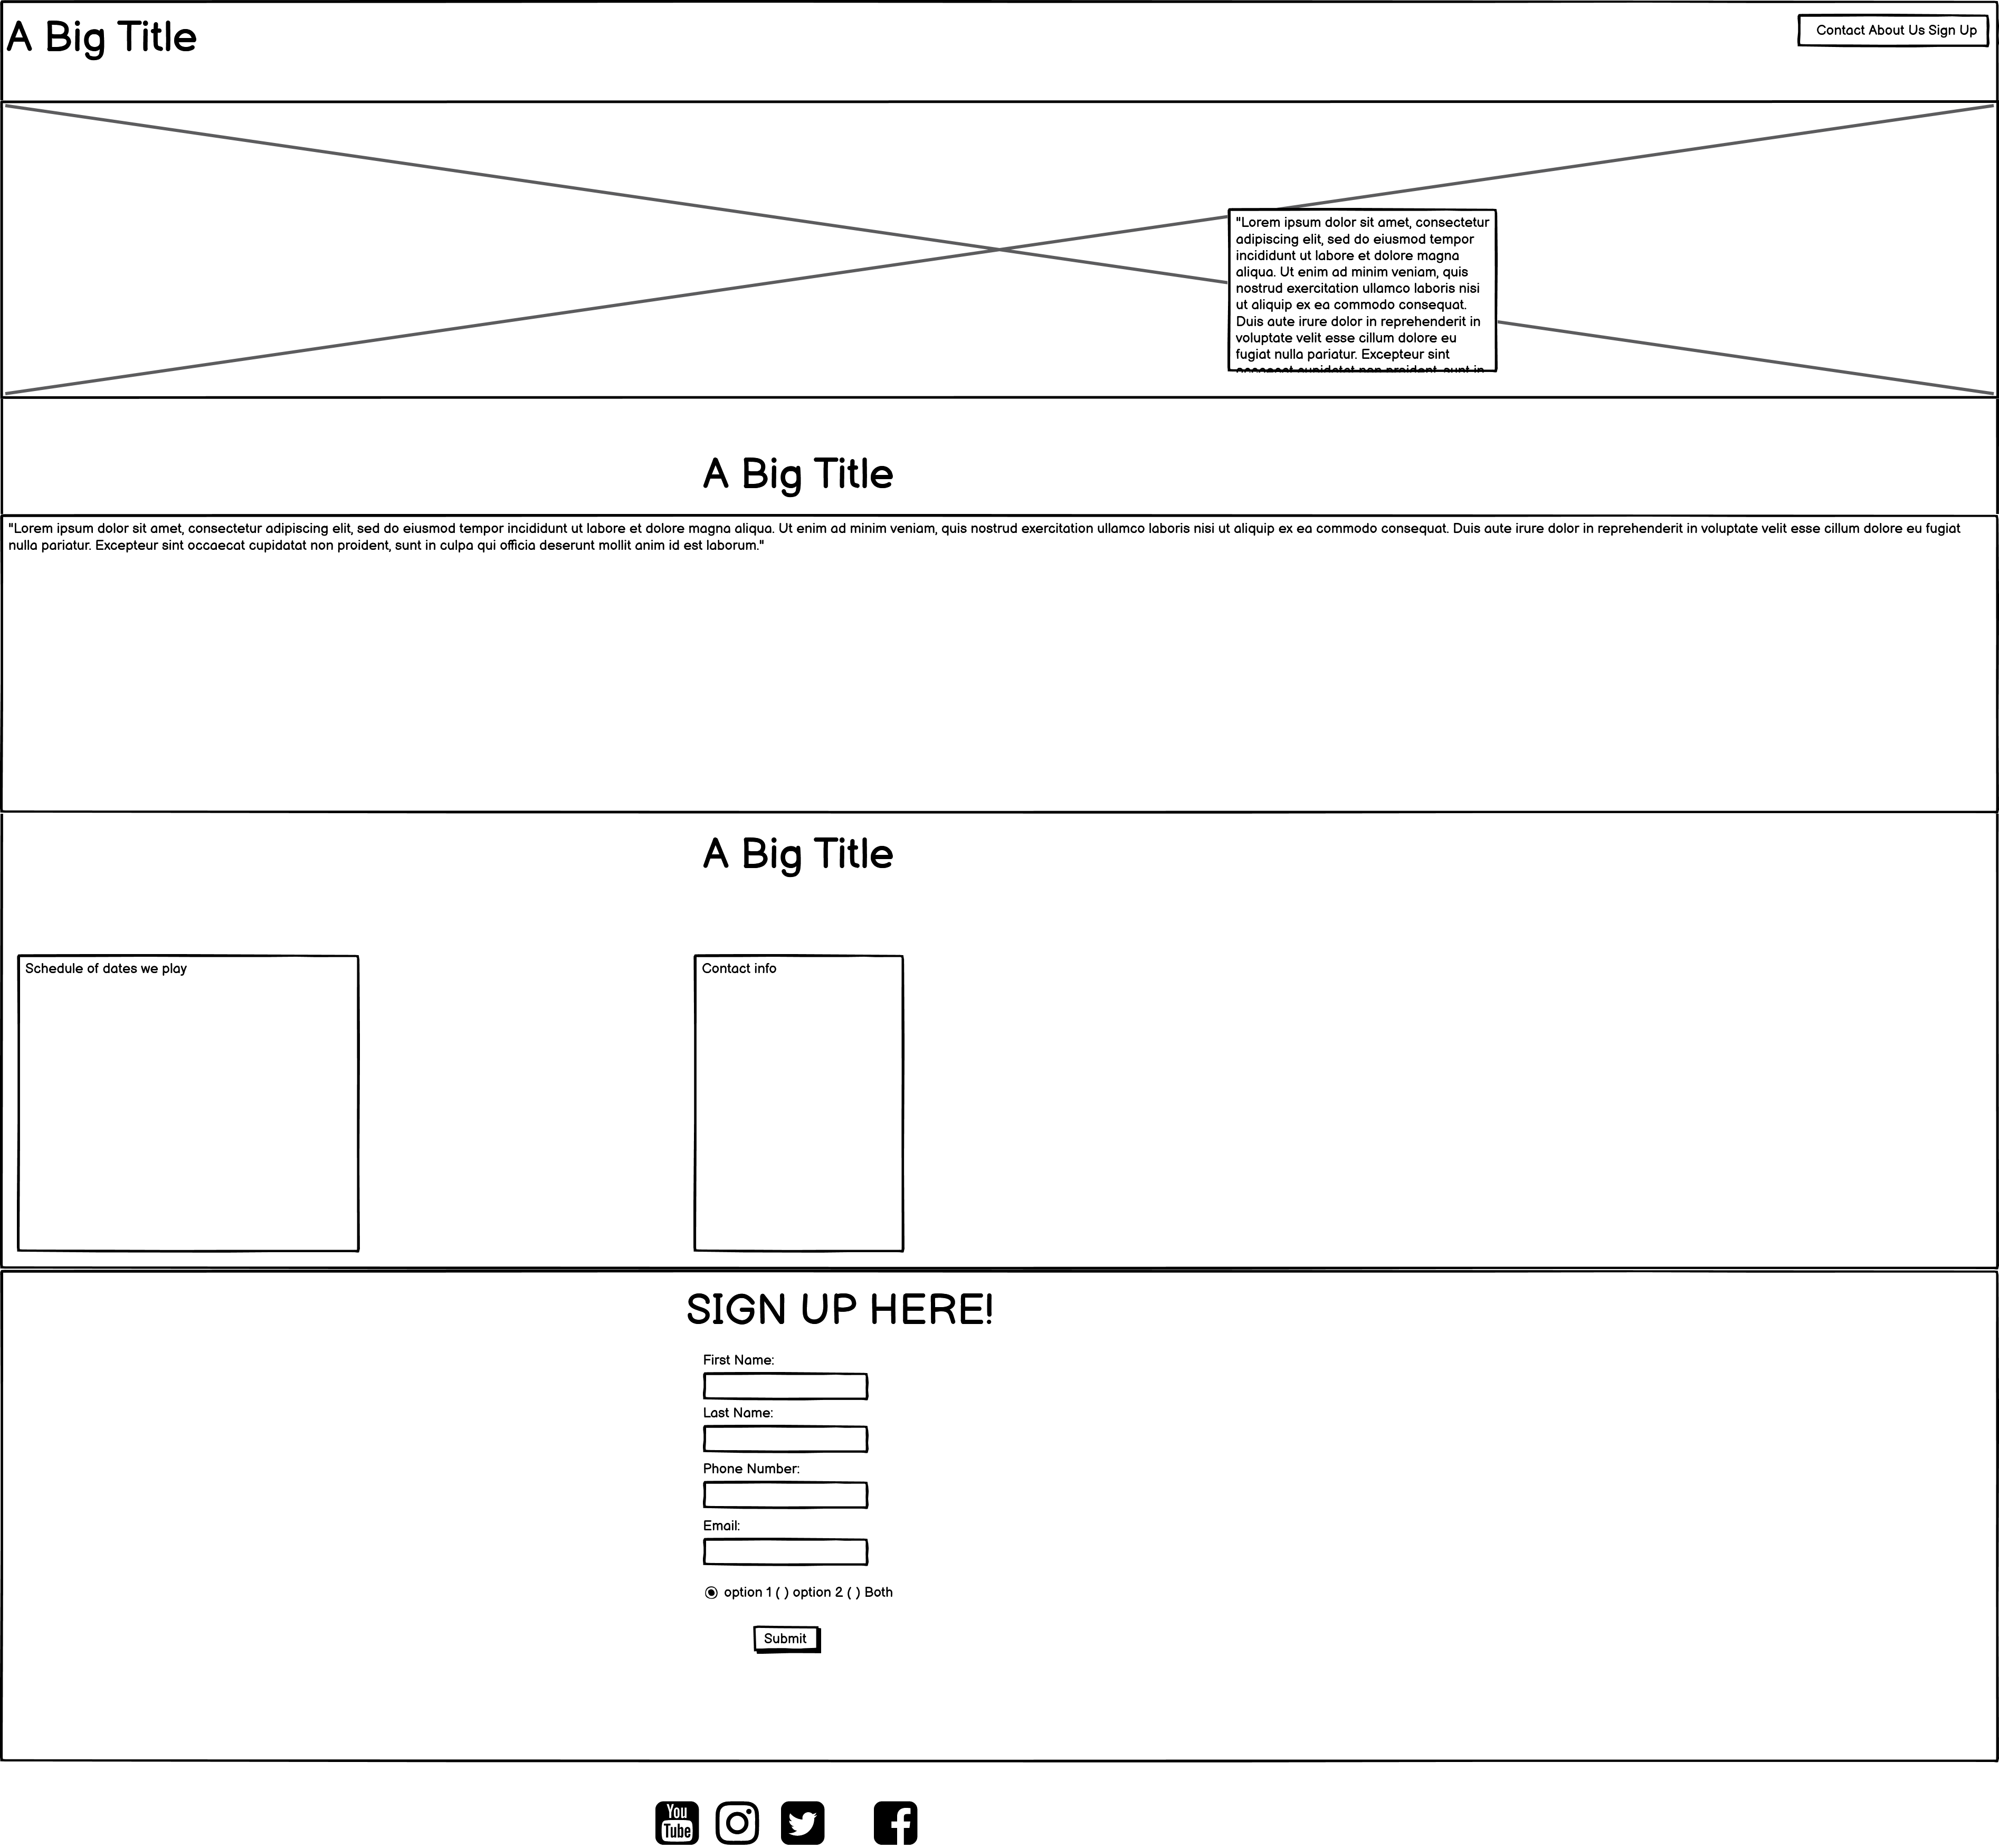 A Big Title
Contact About Us Sign Up
"Lorem ipsum dolor sit amet, consectetur
adipiscing elit, sed do eiusmod tempor
incididunt ut labore et dolore magna
aliqua. Ut enim ad minim veniam, quis
nostrud exercitation ullamco laboris nisi
ut aliquip ex ea commodo consequat.
Duis aute irure dolor in reprehenderit in
voluptate velit esse cillum dolore eu
fugiat nulla pariatur. Excepteur sint
occaecat cupidatat non proident, sunt in
A Big Title
"Lorem ipsum dolor sit amet, consectetur adipiscing elit, sed do eiusmod tempor incididunt ut labore et dolore magna aliqua. Ut enim ad minim veniam, quis nostrud exercitation ullamco laboris nisi ut aliquip ex ea commodo consequat. Duis aute irure dolor in reprehenderit in voluptate velit esse cillum dolore eu fugiat
nulla pariatur. Excepteur sint occaecat cupidatat non proident, sunt in culpa qui officia deserunt mollit anim id est laborum."
A Big Title
Schedule of dates we play
Contact info
SIGN UP HERE!
First Name:
Last Name:
Phone Number:
Email:
option 1 ( ) option 2 ( ) Both
Submit
You
Tube